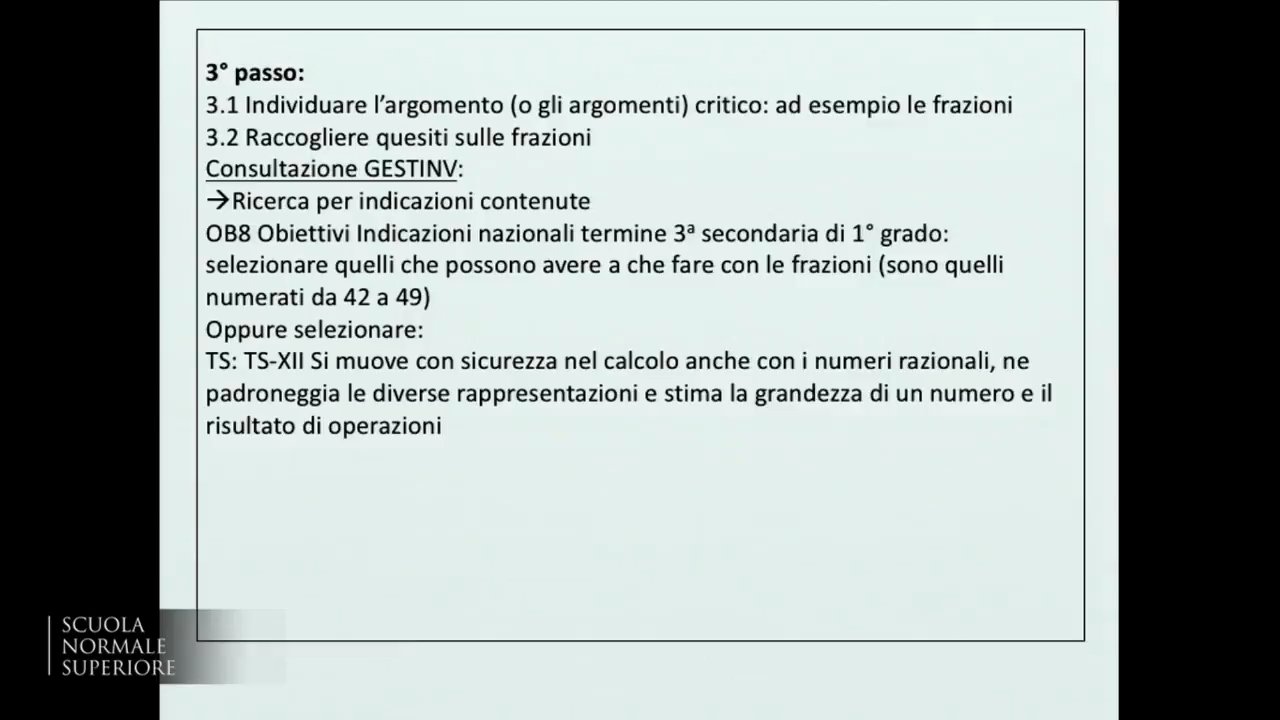 3° passo:
3.1 Individuare l’argomento (o gli argomenti) critico: ad esempio le frazioni
3.2 Raccogliere quesiti sulle frazioni
Consultazione GESTINV:
→Ricerca per indicazioni contenute
OB8 Obiettivi Indicazioni nazionali termine 3ª secondaria di 1° grado:
selezionare quelli che possono avere a che fare con le frazioni (sono quelli
numerati da 42 a 49)
Oppure selezionare:
TS: TS-XII Si muove con sicurezza nel calcolo anche con i numeri razionali, ne
padroneggia le diverse rappresentazioni e stima la grandezza di un numero e il
risultato di operazioni
SCUOLA
NORMALE
SUPERIORE